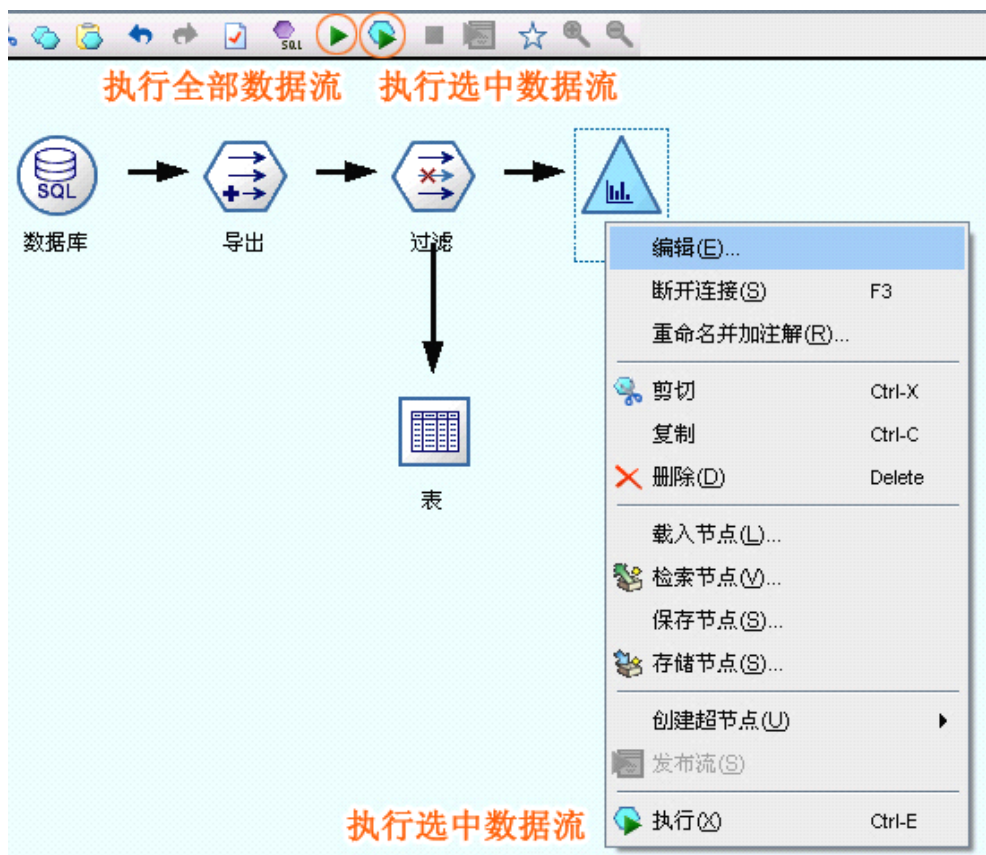 SQL
执行全部数据流 执行选中数据流
SQL
数据库 导出 过滤
编辑(E)...
断开连接(S) F3
重命名并加注解(R)...
剪切 Ctrl-X
复制 Ctrl-C
删除(D) Delete
表
载入节点(L)...
检索节点(V)...
保存节点(S)...
存储节点(S)...
创建超节点(U)
发布流(S)
执行选中数据流
执行(X) Ctrl-E